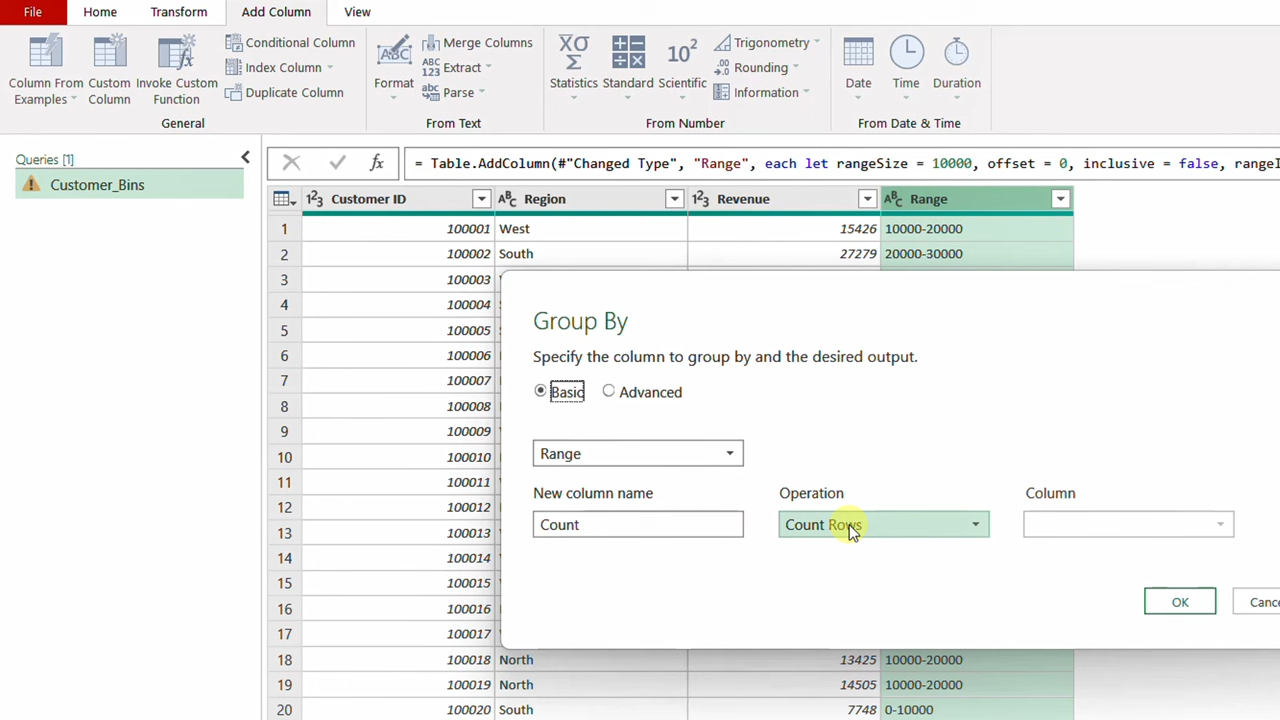 File Home Transform Add Column View
Column From Examples
Custom Column
Invoke Custom Function
Conditional Column
Index Column
Duplicate Column
General
Format
Merge Columns
Extract
Parse
From Text
Statistics
Standard
Scientific
Trigonometry
Rounding
Information
From Number
Date
Time
Duration
From Date & Time
Queries [1]
Customer_Bins
= Table.AddColumn(#"Changed Type", "Range", each let rangeSize = 10000, offset = 0, inclusive = false, rangeI
Customer ID Region Revenue Range
1 100001 West 15426 10000-20000
2 100002 South 27279 20000-30000
3 100003
4 100004
5 100005
6 100006
7 100007
8 100008
9 100009
10 100010
11 100011
12 100012
13 100013
14 100014
15 100015
16 100016
17 100017
18 100018 North 13425 10000-20000
19 100019 North 14505 10000-20000
20 100020 South 7748 0-10000
Group By
Specify the column to group by and the desired output.
Basic Advanced
Range
New column name Operation Column
Count Count Rows
OK